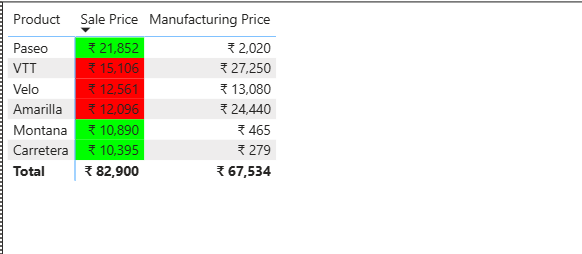 Product Sale Price Manufacturing Price
Paseo ₹ 21,852 ₹ 2,020
VTT ₹ 15,106 ₹ 27,250
Velo ₹ 12,561 ₹ 13,080
Amarilla ₹ 12,096 ₹ 24,440
Montana ₹ 10,890 ₹ 465
Carretera ₹ 10,395 ₹ 279
Total ₹ 82,900 ₹ 67,534